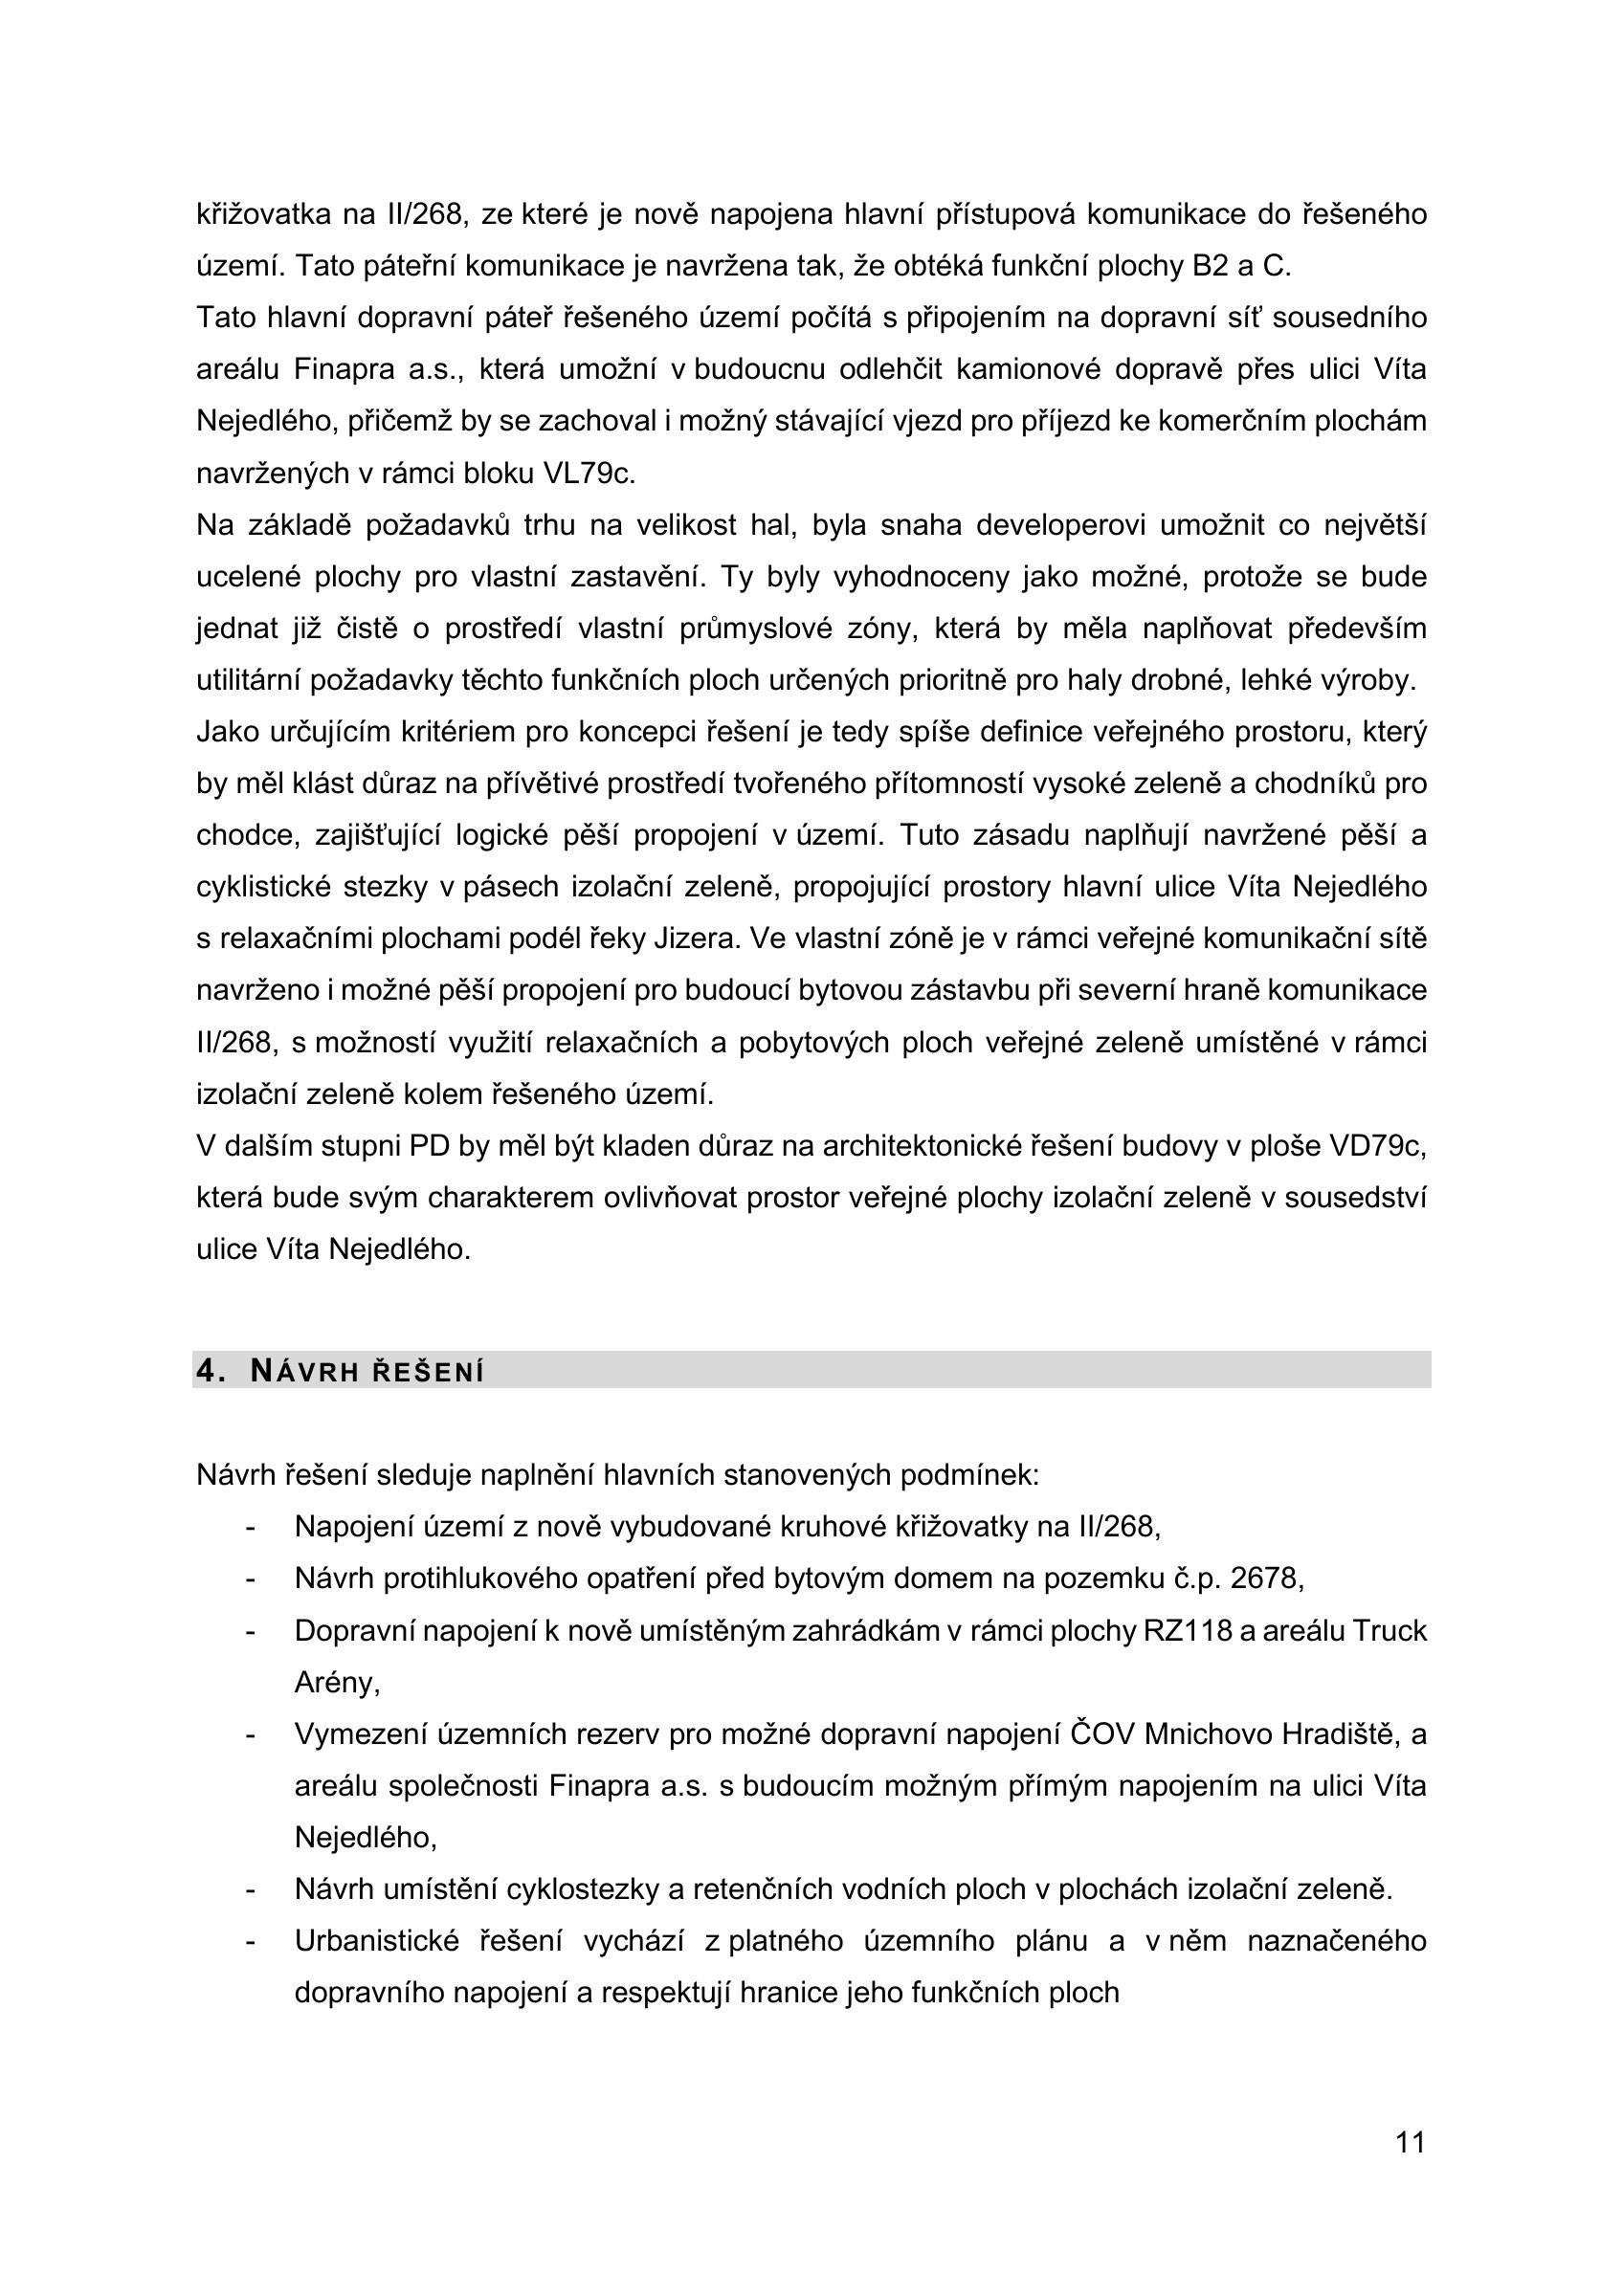 křižovatka na II/268, ze které je nově napojena hlavní přístupová komunikace do řešeného
území. Tato páteřní komunikace je navržena tak, že obtéká funkční plochy B2 a C.
Tato hlavní dopravní páteř řešeného území počítá s připojením na dopravní síť sousedního
areálu Finapra a.s., která umožní v budoucnu odlehčit kamionové dopravě přes ulici Víta
Nejedlého, přičemž by se zachoval i možný stávající vjezd pro příjezd ke komerčním plochám
navržených v rámci bloku VL79c.
Na základě požadavků trhu na velikost hal, byla snaha developerovi umožnit co největší
ucelené plochy pro vlastní zastavění. Ty byly vyhodnoceny jako možné, protože se bude
jednat již čistě o prostředí vlastní průmyslové zóny, která by měla naplňovat především
utilitární požadavky těchto funkčních ploch určených prioritně pro haly drobné, lehké výroby.
Jako určujícím kritériem pro koncepci řešení je tedy spíše definice veřejného prostoru, který
by měl klást důraz na přívětivé prostředí tvořeného přítomností vysoké zeleně a chodníků pro
chodce, zajišťující logické pěší propojení v území. Tuto zásadu naplňují navržené pěší a
cyklistické stezky v pásech izolační zeleně, propojující prostory hlavní ulice Víta Nejedlého
s relaxačními plochami podél řeky Jizera. Ve vlastní zóně je v rámci veřejné komunikační sítě
navrženo i možné pěší propojení pro budoucí bytovou zástavbu při severní hraně komunikace
II/268, s možností využití relaxačních a pobytových ploch veřejné zeleně umístěné v rámci
izolační zeleně kolem řešeného území.
V dalším stupni PD by měl být kladen důraz na architektonické řešení budovy v ploše VD79c,
která bude svým charakterem ovlivňovat prostor veřejné plochy izolační zeleně v sousedství
ulice Víta Nejedlého.
4. NÁVRH ŘEŠENÍ
Návrh řešení sleduje naplnění hlavních stanovených podmínek:
- Napojení území z nově vybudované kruhové křižovatky na II/268,
- Návrh protihlukového opatření před bytovým domem na pozemku č.p. 2678,
- Dopravní napojení k nově umístěným zahrádkám v rámci plochy RZ118 a areálu Truck
Arény,
- Vymezení územních rezerv pro možné dopravní napojení ČOV Mnichovo Hradiště, a
areálu společnosti Finapra a.s. s budoucím možným přímým napojením na ulici Víta
Nejedlého,
- Návrh umístění cyklostezky a retenčních vodních ploch v plochách izolační zeleně.
- Urbanistické řešení vychází z platného územního plánu a v něm naznačeného
dopravního napojení a respektují hranice jeho funkčních ploch
11